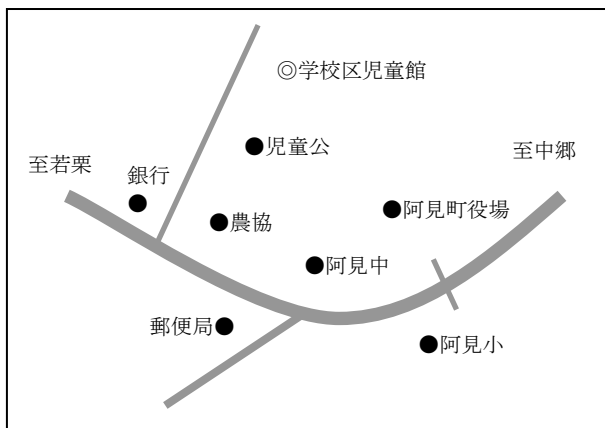 ◎学校区児童館
●児童公
至若栗
至中郷
銀行
●農協
●阿見町役場
●阿見中
郵便局●
●阿見小